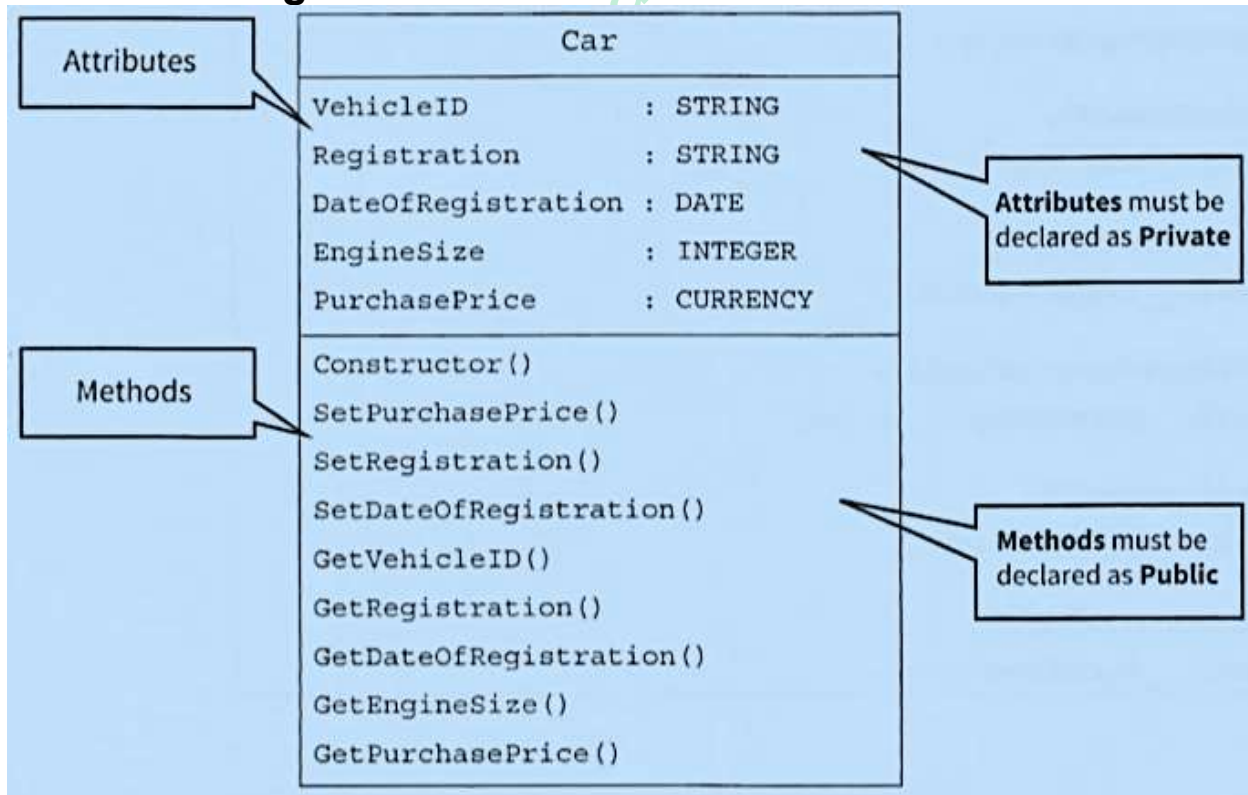 Car
Attributes
VehicleID : STRING
Registration : STRING
DateOfRegistration : DATE
EngineSize : INTEGER
PurchasePrice : CURRENCY
Attributes must be
declared as Private
Methods
Constructor()
SetPurchasePrice()
SetRegistration()
SetDateOfRegistration()
GetVehicleID()
GetRegistration()
GetDateOfRegistration()
GetEngineSize()
GetPurchasePrice()
Methods must be
declared as Public